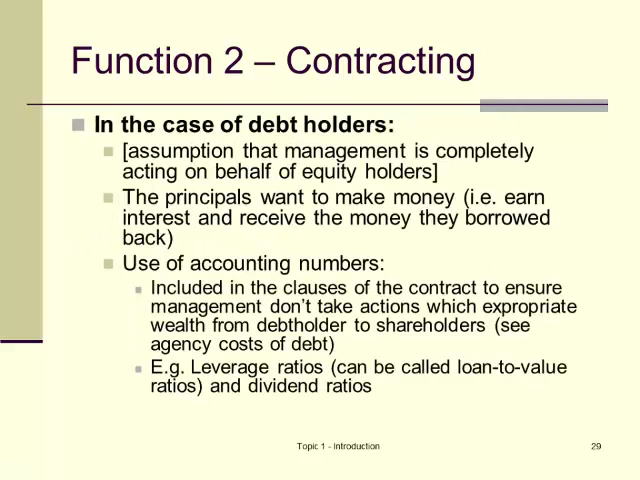 Function 2 – Contracting
In the case of debt holders:
[assumption that management is completely
acting on behalf of equity holders]
The principals want to make money (i.e. earn
interest and receive the money they borrowed
back)
Use of accounting numbers:
Included in the clauses of the contract to ensure
management don't take actions which expropriate
wealth from debtholder to shareholders (see
agency costs of debt)
E.g. Leverage ratios (can be called loan-to-value
ratios) and dividend ratios
Topic 1 - Introduction
29